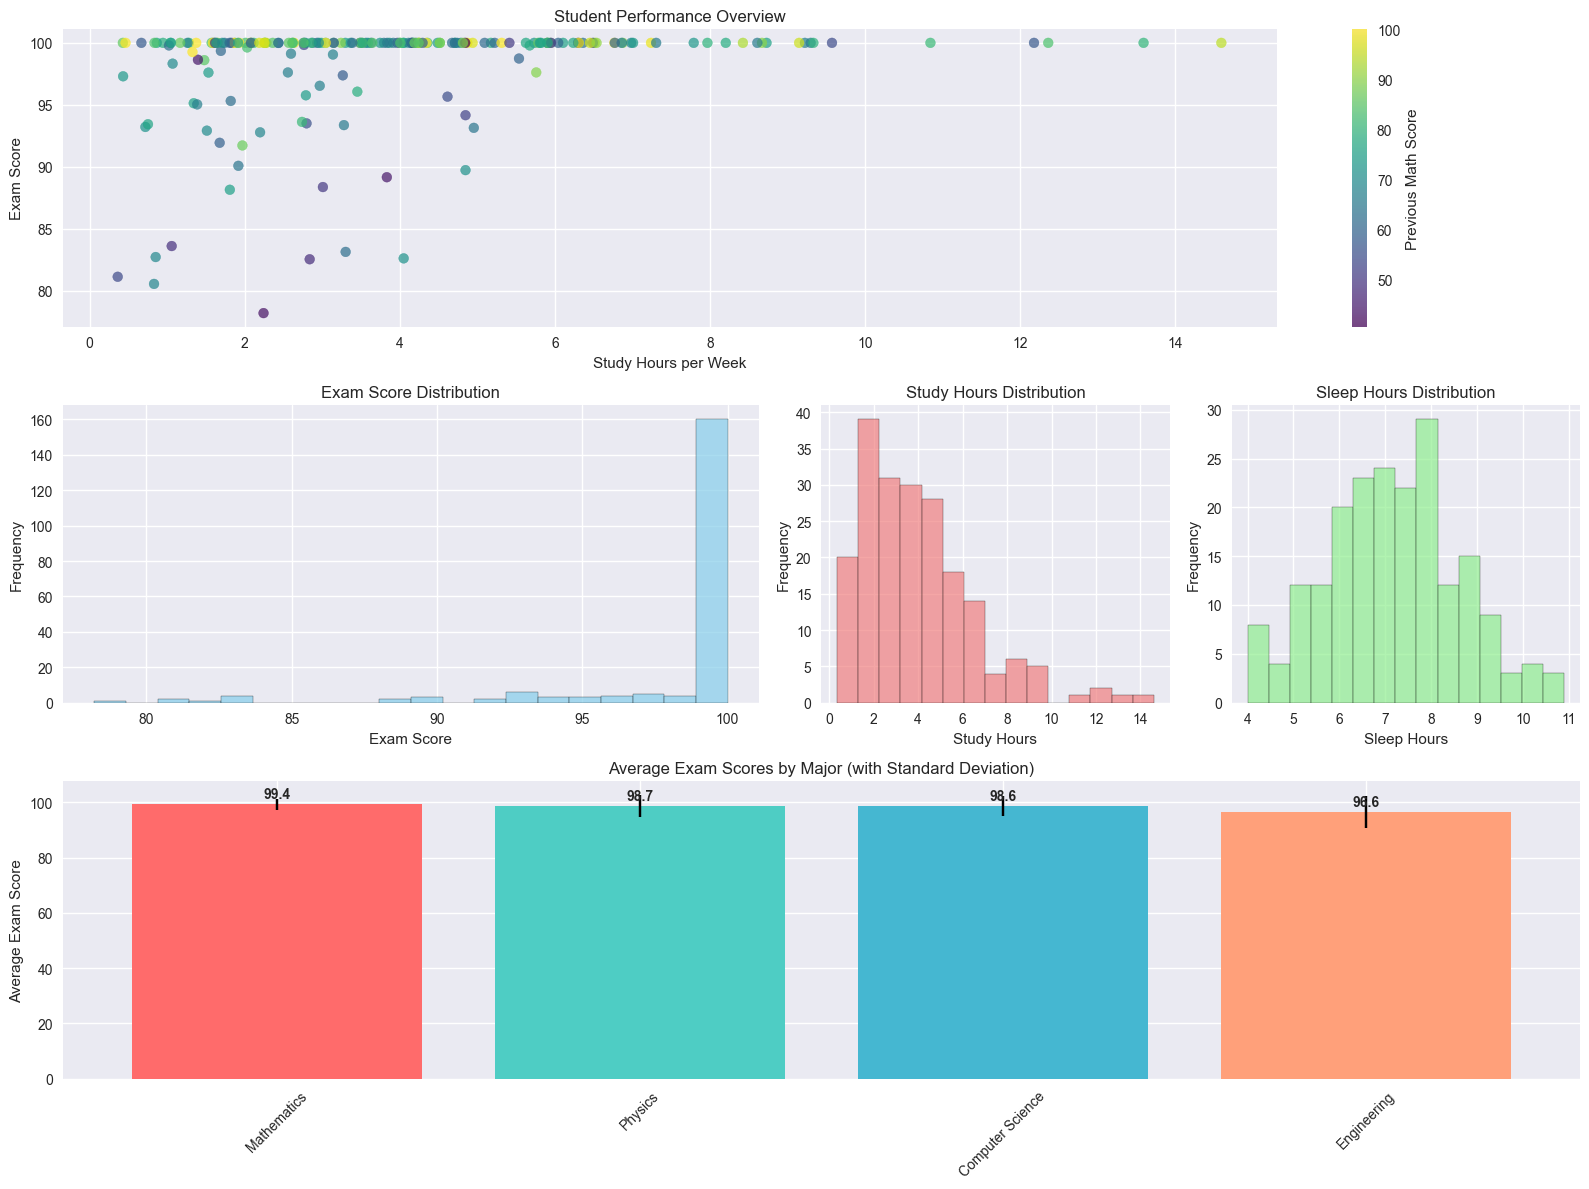 Student Performance Overview
Exam Score
100
95
90
85
80
0 2 4 6 8 10 12 14
Study Hours per Week
100
90
80
70
60
50
Previous Math Score
Exam Score Distribution
Frequency
160
140
120
100
80
60
40
20
0
80 85 90 95 100
Exam Score
Study Hours Distribution
Frequency
40
35
30
25
20
15
10
5
0
0 2 4 6 8 10 12 14
Study Hours
Sleep Hours Distribution
Frequency
30
25
20
15
10
5
0
4 5 6 7 8 9 10 11
Sleep Hours
Average Exam Scores by Major (with Standard Deviation)
Average Exam Score
100
80
60
40
20
0
99.4 98.7 98.6 96.6
Mathematics
Physics
Computer Science
Engineering